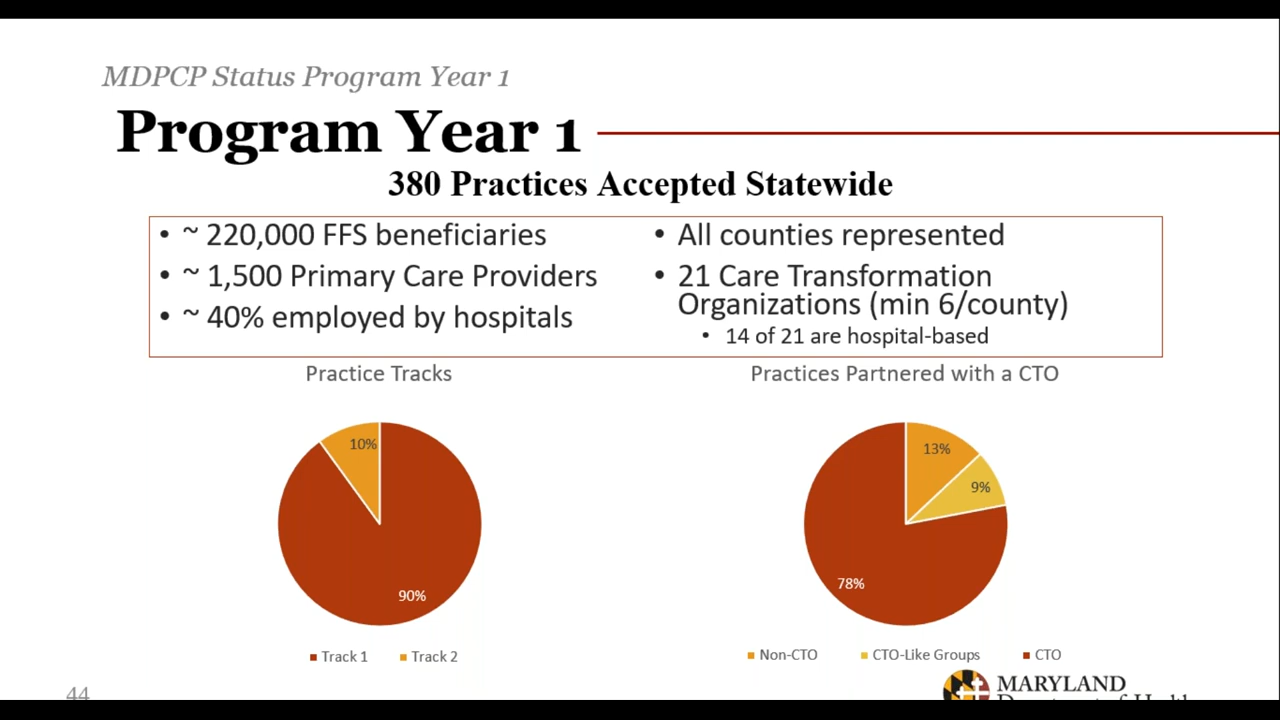 MDPCP Status Program Year 1
Program Year 1
380 Practices Accepted Statewide
• ~ 220,000 FFS beneficiaries
• ~ 1,500 Primary Care Providers
• ~ 40% employed by hospitals
• All counties represented
• 21 Care Transformation
Organizations (min 6/county)
• 14 of 21 are hospital-based
Practice Tracks
10%
90%
Track 1 Track 2
Practices Partnered with a CTO
13%
9%
78%
Non-CTO CTO-Like Groups CTO
44
MARYLAND
Department of Health